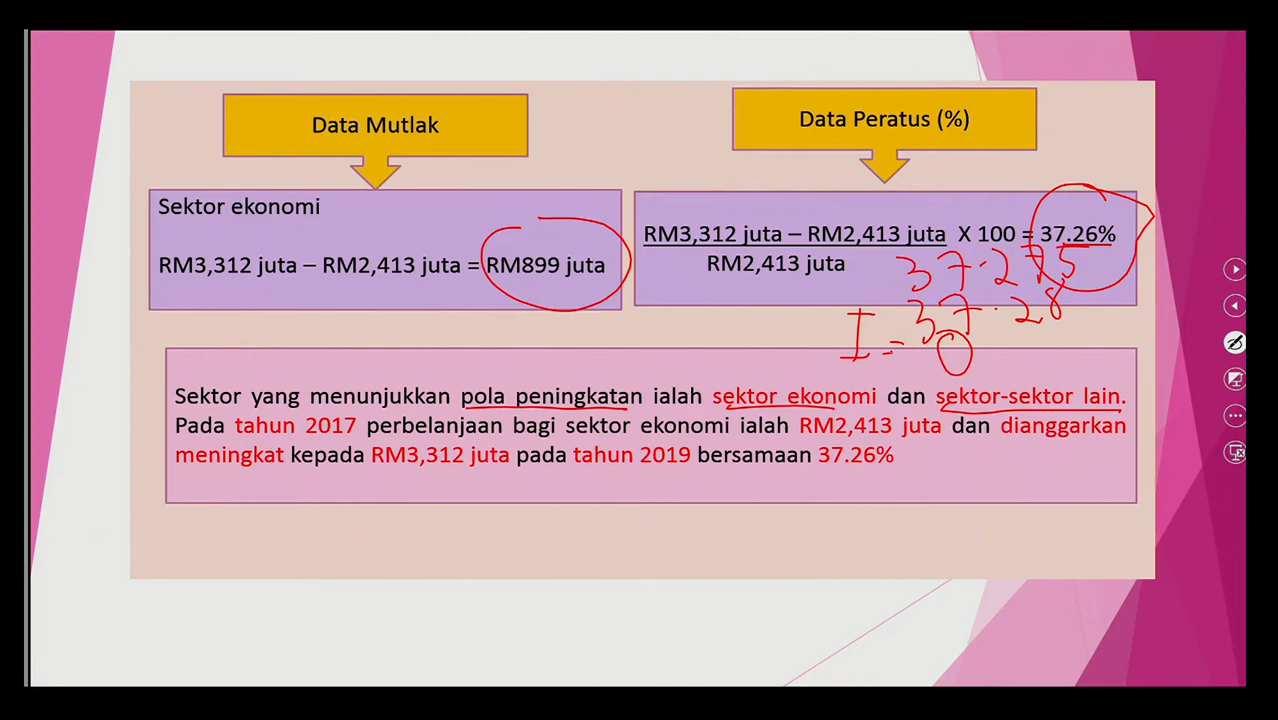 Data Mutlak
Sektor ekonomi
RM3,312 juta – RM2,413 juta = RM899 juta
Data Peratus (%)
RM3,312 juta – RM2,413 juta X 100 = 37.26%
RM2,413 juta
37.275
37.28
I = 0
Sektor yang menunjukkan pola peningkatan ialah sektor ekonomi dan sektor-sektor lain.
Pada tahun 2017 perbelanjaan bagi sektor ekonomi ialah RM2,413 juta dan dianggarkan
meningkat kepada RM3,312 juta pada tahun 2019 bersamaan 37.26%